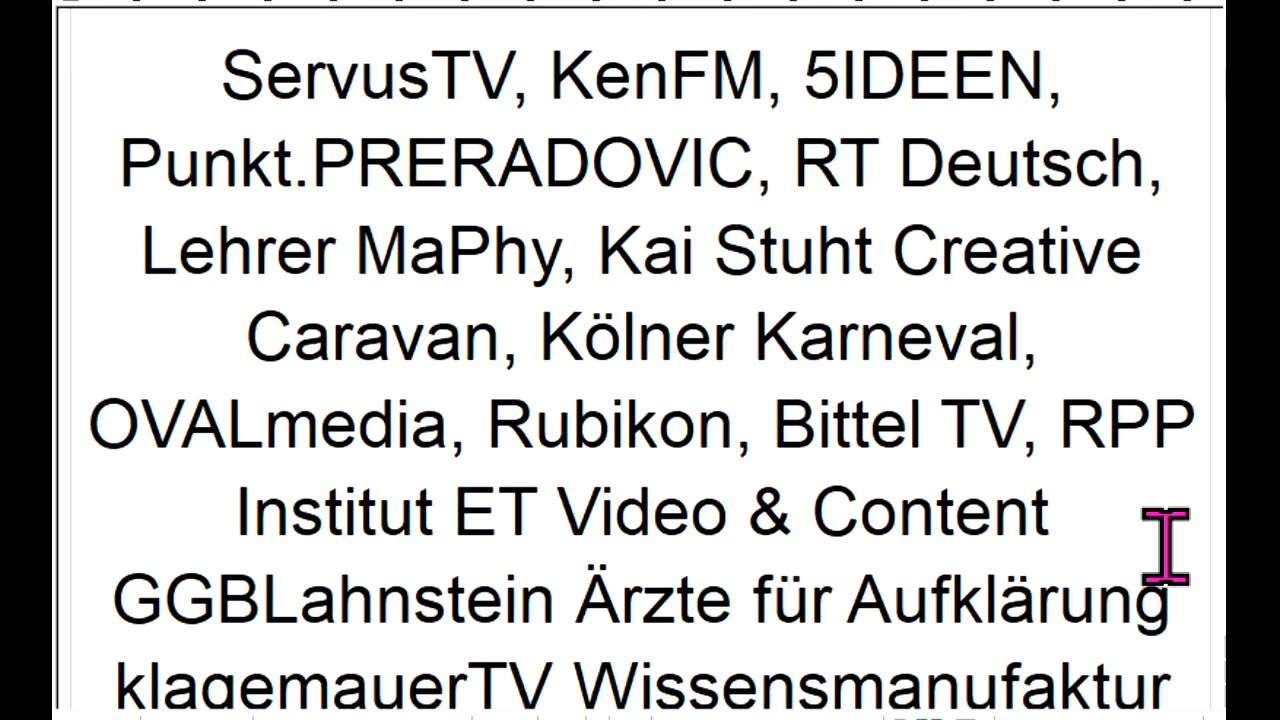 ServusTV, KenFM, 5IDEEN,
Punkt.PRERADOVIC, RT Deutsch,
Lehrer MaPhy, Kai Stuht Creative
Caravan, Kölner Karneval,
OVALmedia, Rubikon, Bittel TV, RPP
Institut ET Video & Content
GGBLahnstein Ärzte für Aufklärung
klagemauerTV Wissensmanufaktur